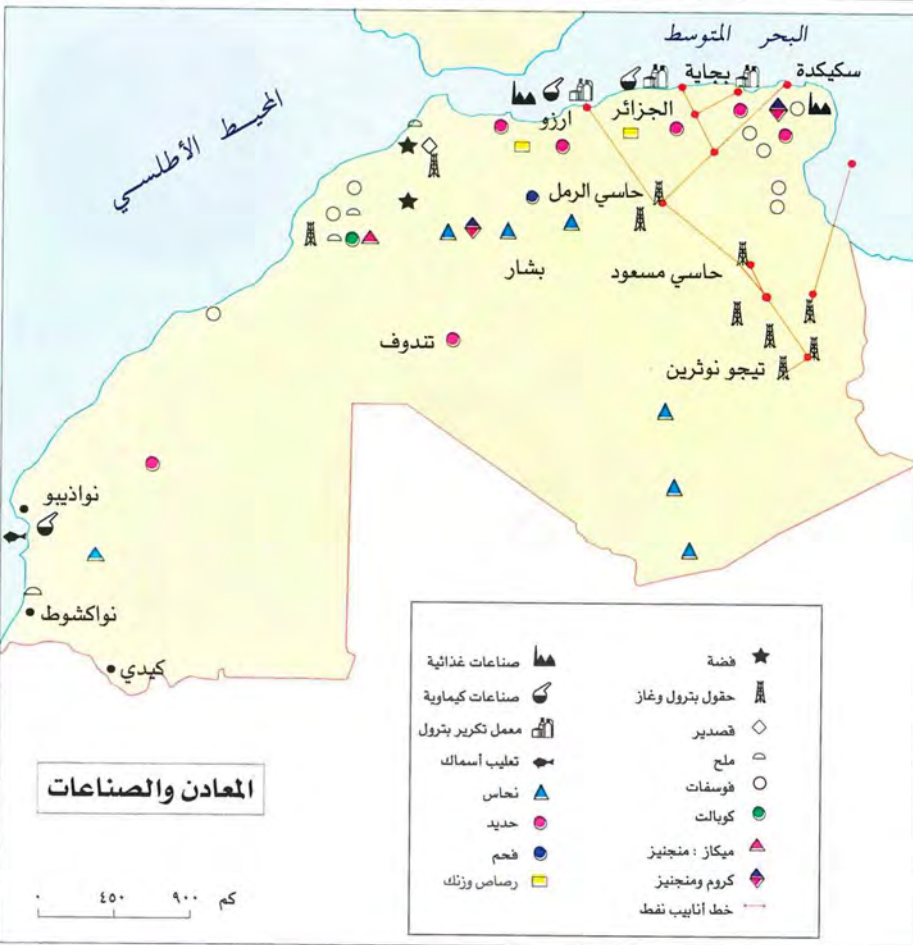 البحر المتوسط
المحيط الأطلسي
سكيكدة
بجاية
الجزائر
ارزو
حاسي الرمل
حاسي مسعود
بشار
تندوف
تيجو نوثرين
نواذيبو
نواكشوط
كيدي
فضة
حقول بترول وغاز
قصدير
ملح
فوسفات
كوبالت
ميكاز : منجنيز
كروم ومنجنيز
خط أنابيب نفط
صناعات غذائية
صناعات كيماوية
معمل تكرير بترول
تعليب أسماك
نحاس
حديد
فحم
رصاص وزنك
المعادن والصناعات
٠ ٤٥٠ ٩٠٠ كم